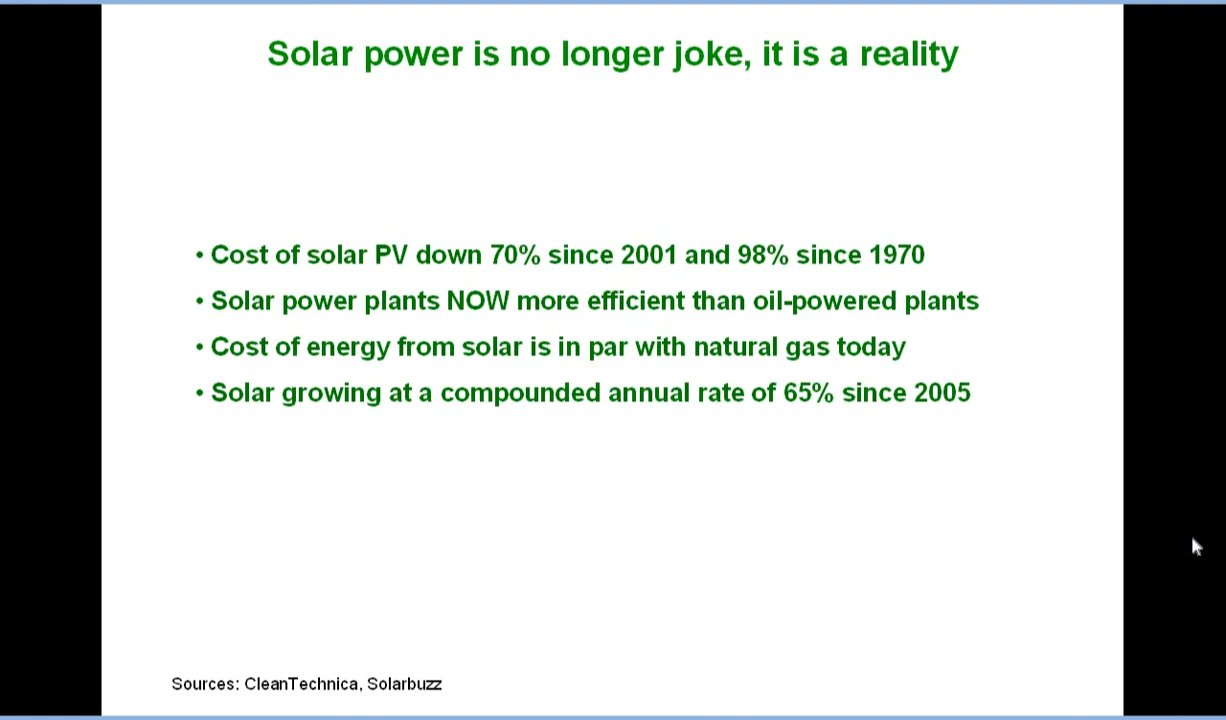 Solar power is no longer joke, it is a reality
• Cost of solar PV down 70% since 2001 and 98% since 1970
• Solar power plants NOW more efficient than oil-powered plants
• Cost of energy from solar is in par with natural gas today
• Solar growing at a compounded annual rate of 65% since 2005
Sources: CleanTechnica, Solarbuzz